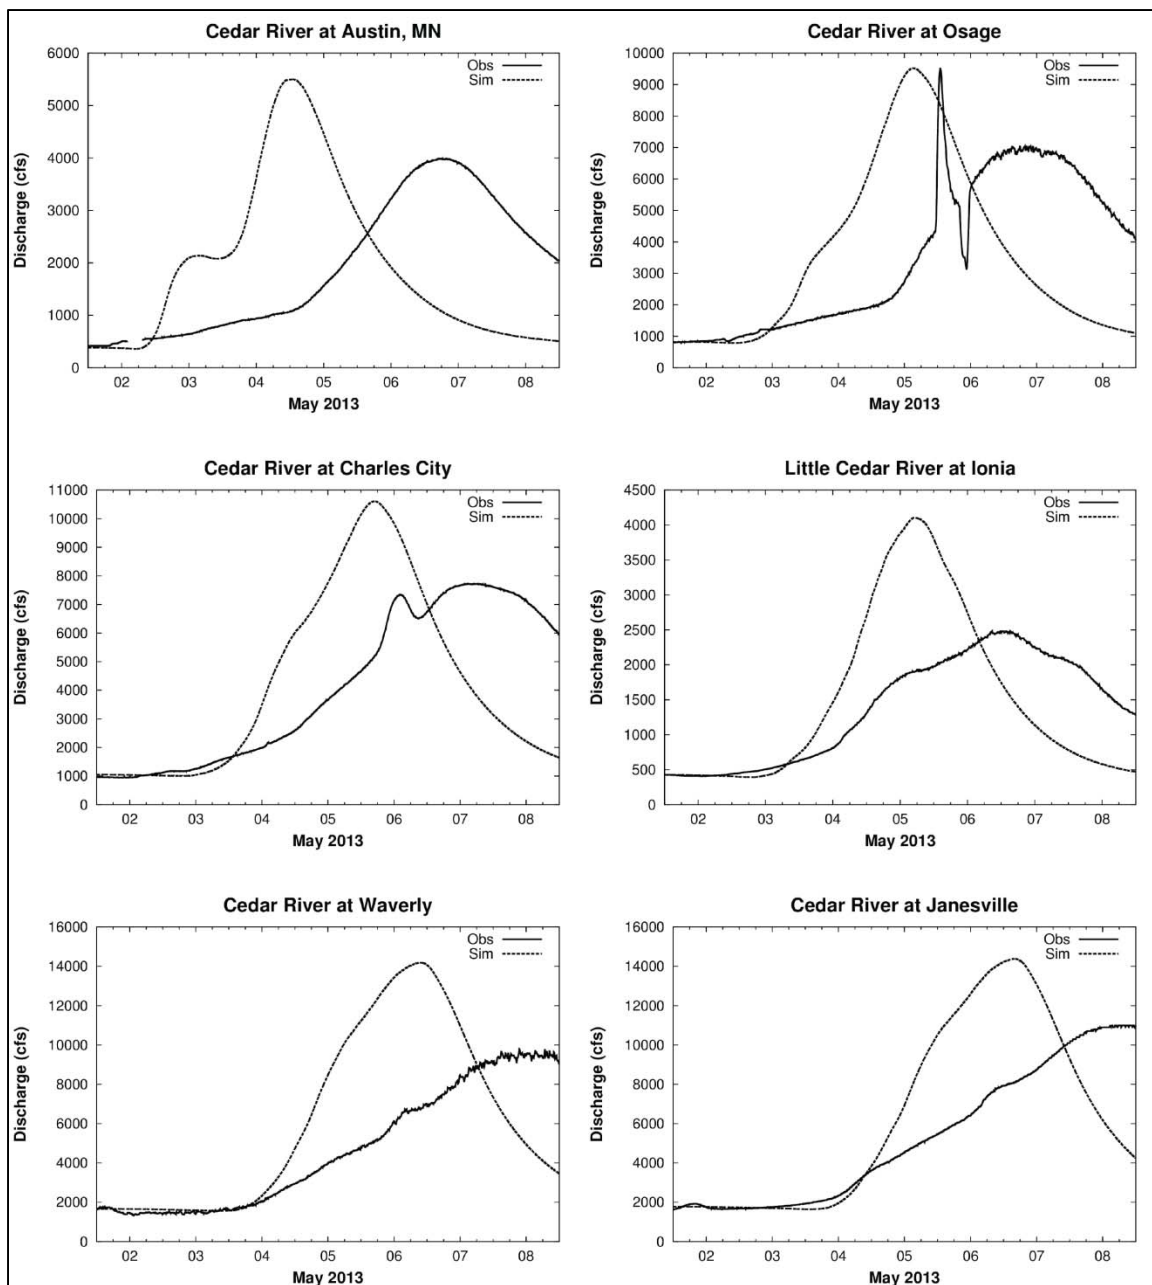 Cedar River at Austin, MN
6000
5000
4000
3000
2000
1000
0
Discharge (cfs)
Obs
Sim
02 03 04 05 06 07 08
May 2013
Cedar River at Osage
10000
9000
8000
7000
6000
5000
4000
3000
2000
1000
0
Discharge (cfs)
Obs
Sim
02 03 04 05 06 07 08
May 2013
Cedar River at Charles City
11000
10000
9000
8000
7000
6000
5000
4000
3000
2000
1000
0
Discharge (cfs)
Obs
Sim
02 03 04 05 06 07 08
May 2013
Little Cedar River at Ionia
4500
4000
3500
3000
2500
2000
1500
1000
500
0
Discharge (cfs)
Obs
Sim
02 03 04 05 06 07 08
May 2013
Cedar River at Waverly
16000
14000
12000
10000
8000
6000
4000
2000
0
Discharge (cfs)
Obs
Sim
02 03 04 05 06 07 08
May 2013
Cedar River at Janesville
16000
14000
12000
10000
8000
6000
4000
2000
0
Discharge (cfs)
Obs
Sim
02 03 04 05 06 07 08
May 2013